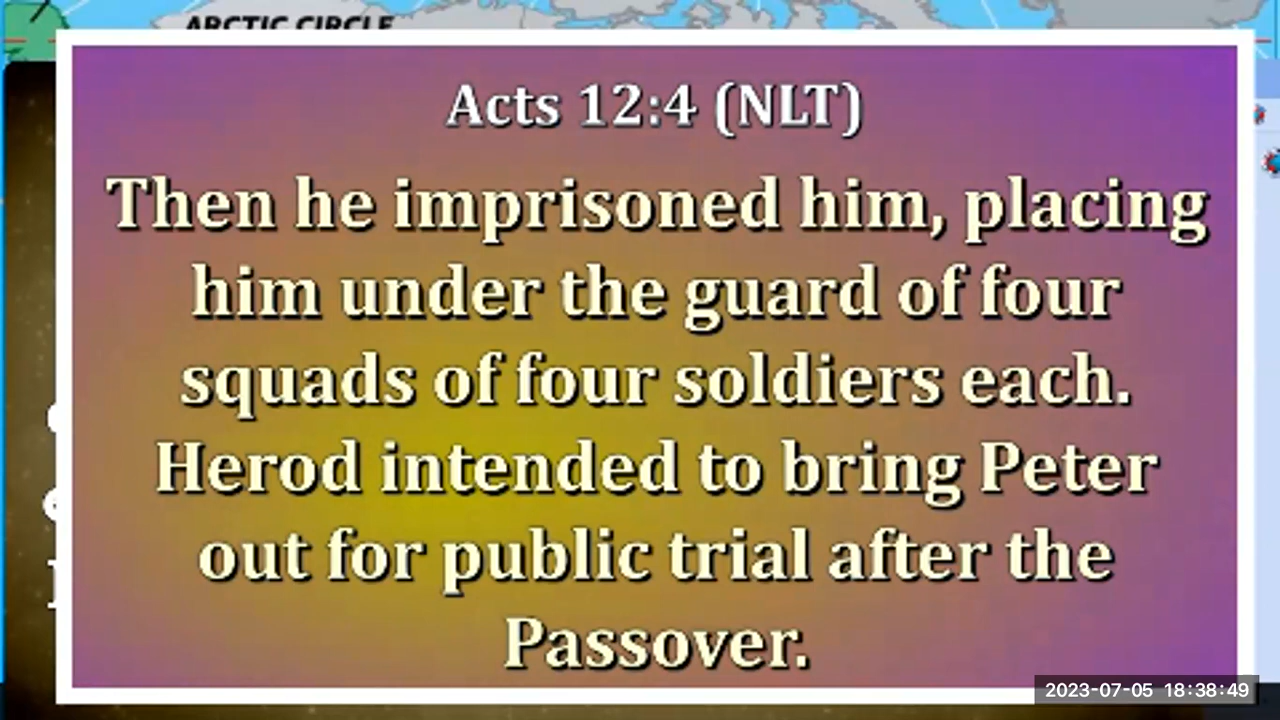 ARCTIC CIRCLE
Acts 12:4 (NLT)
Then he imprisoned him, placing
him under the guard of four
squads of four soldiers each.
Herod intended to bring Peter
out for public trial after the
Passover.
2023-07-05 18:38:49